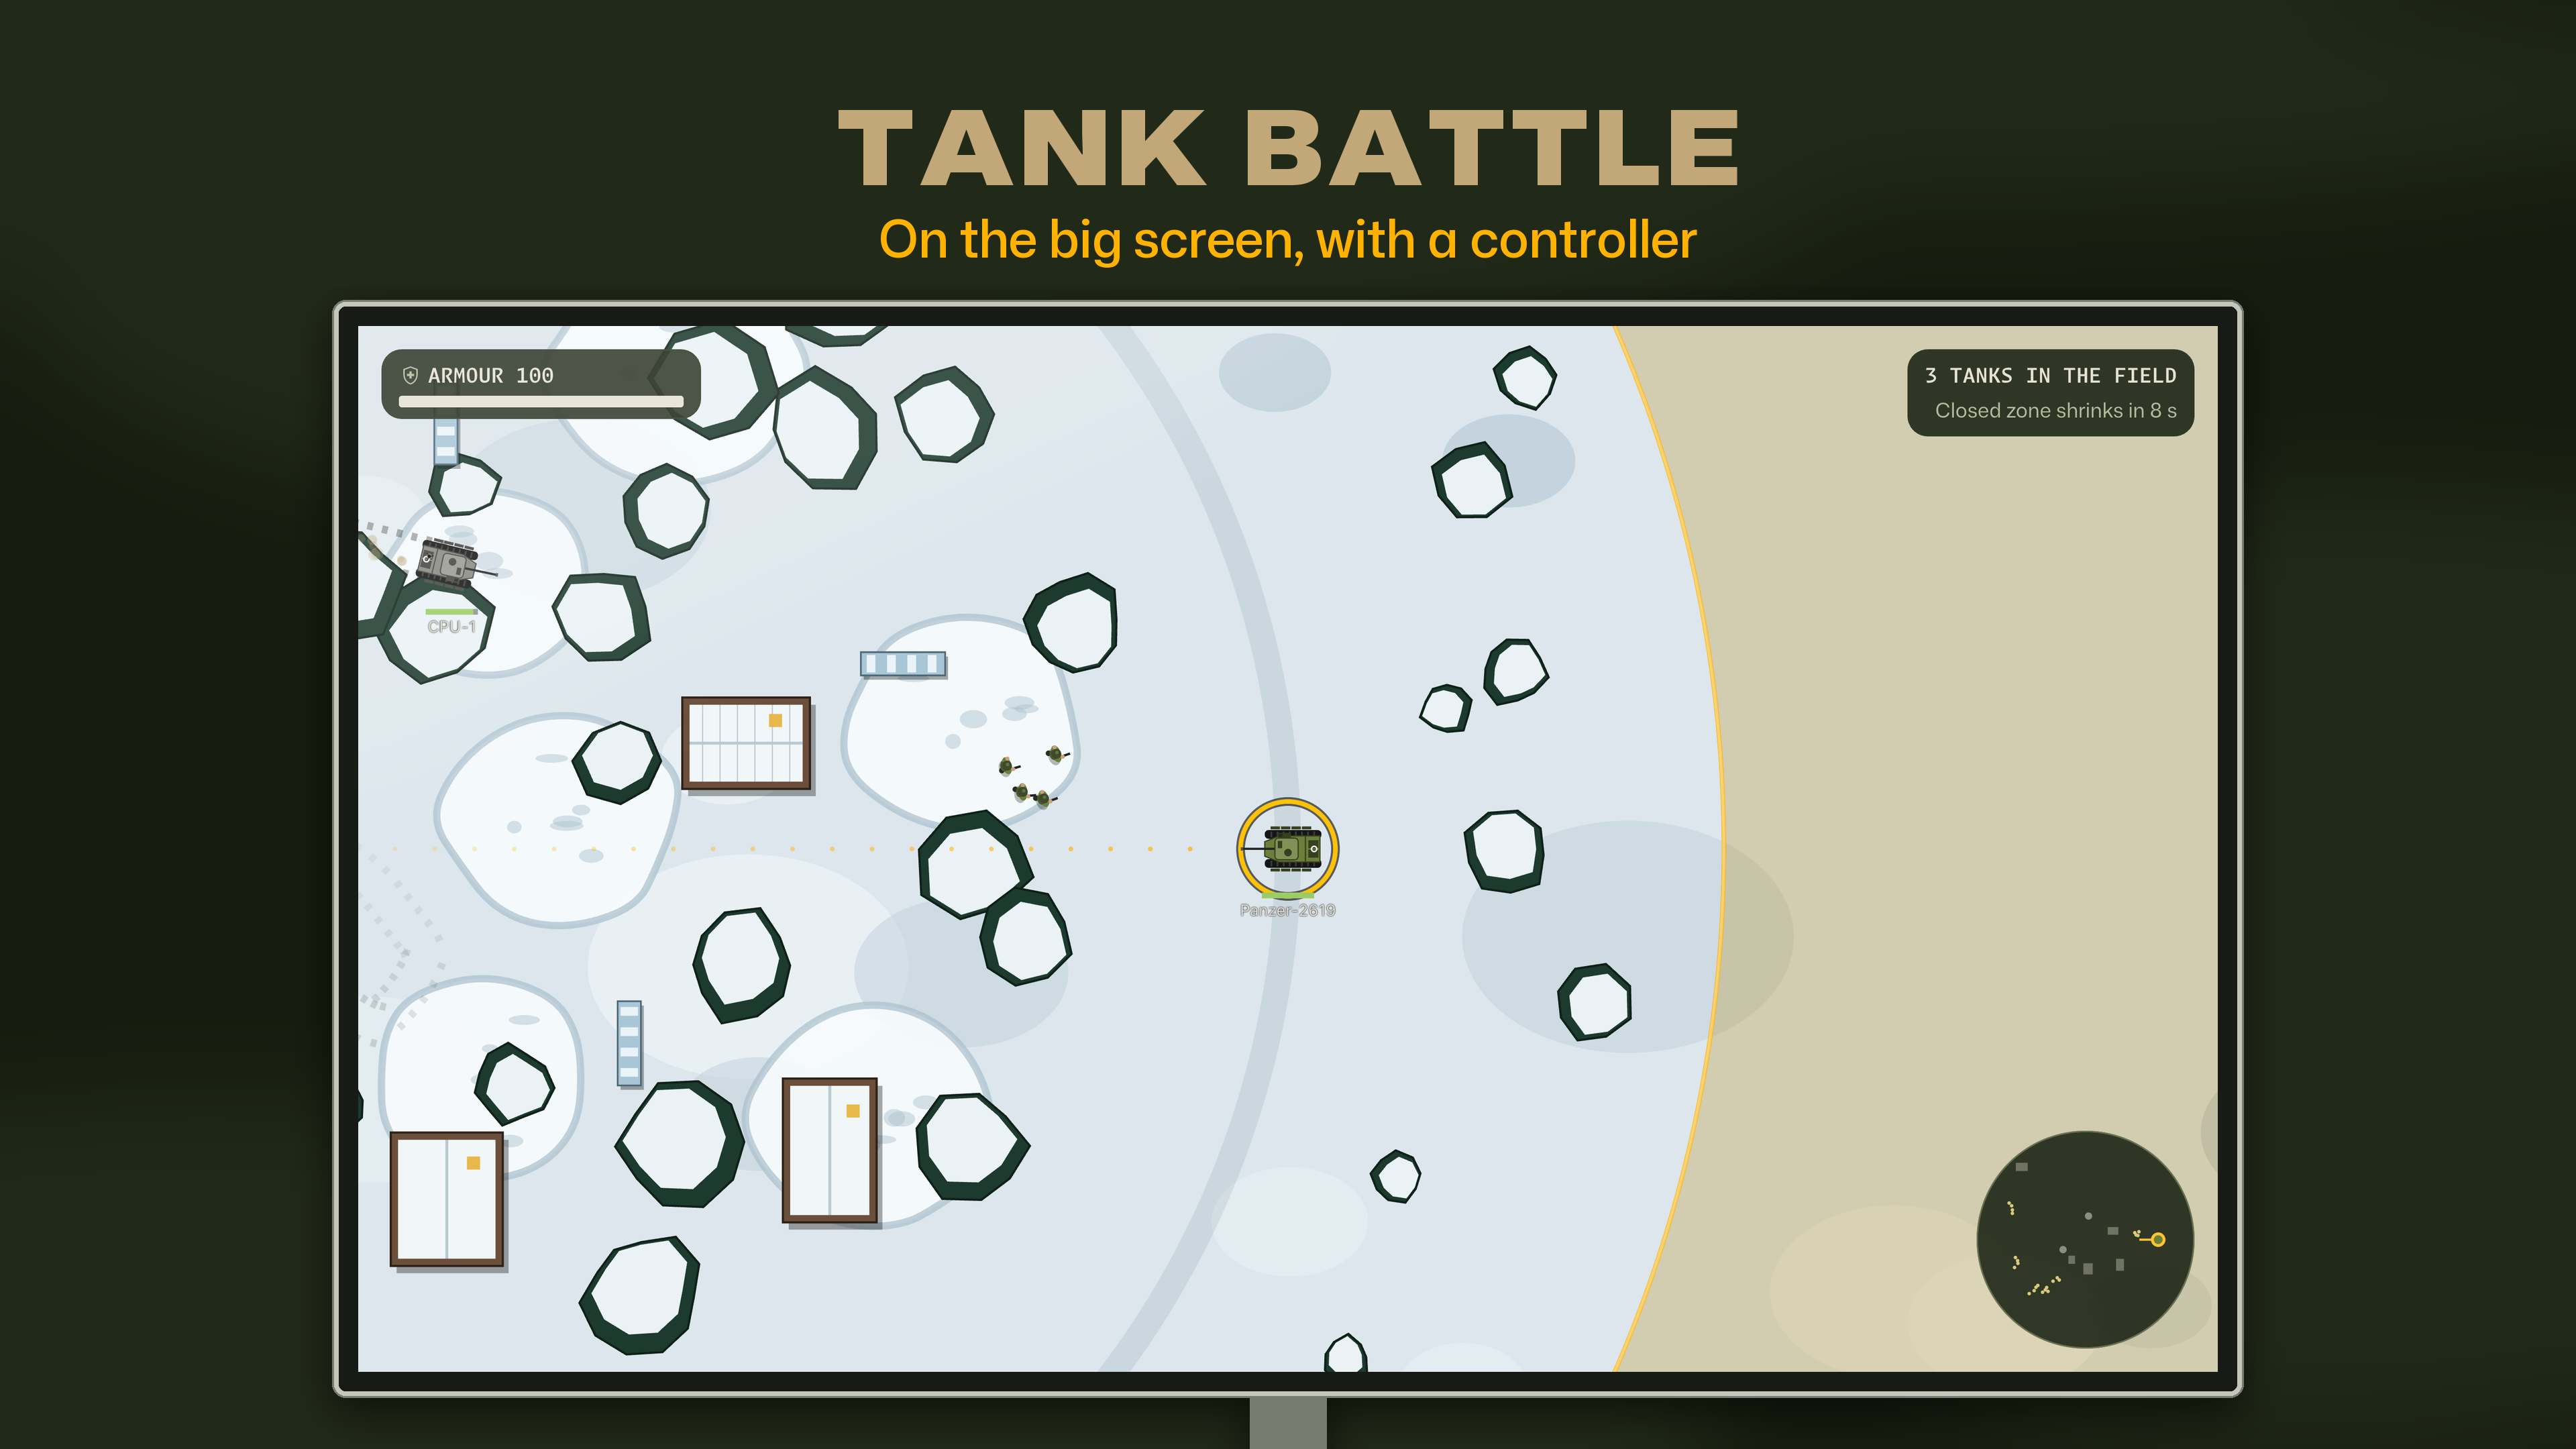 TANK BATTLE
On the big screen, with a controller
ARMOUR 100
3 TANKS IN THE FIELD
Closed zone shrinks in 8 s
CPU-1
Panzer-2619